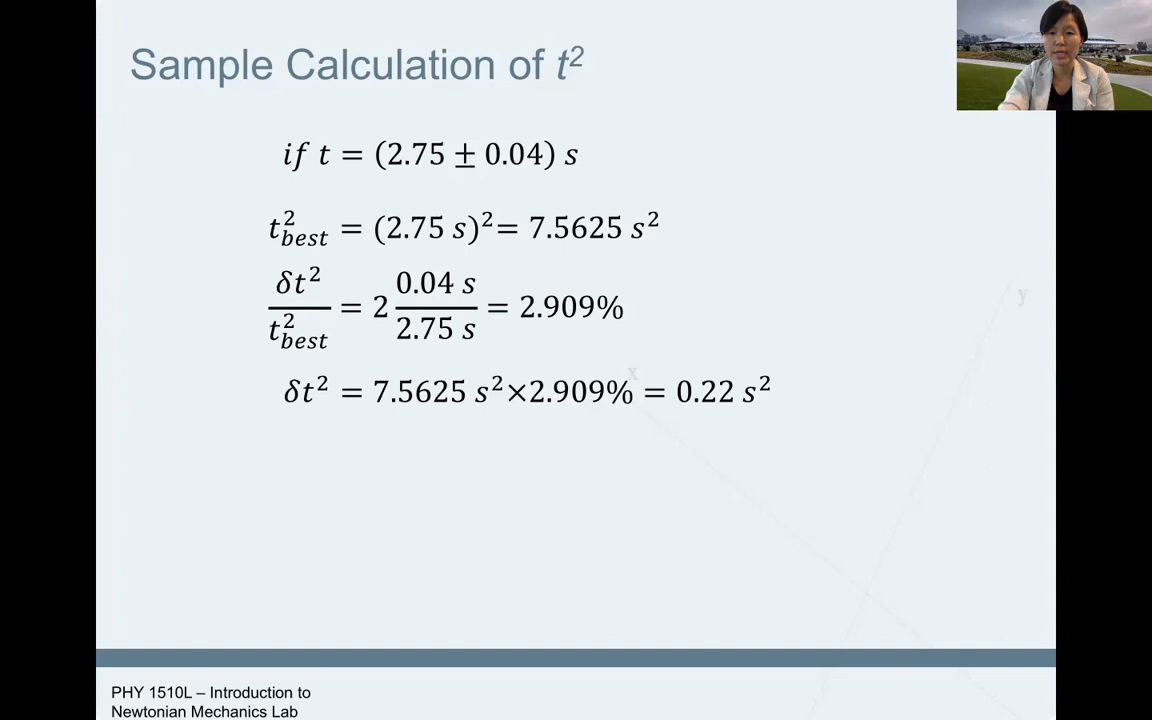 Sample Calculation of t²
if t = (2.75 ± 0.04) s
t²_best = (2.75 s)² = 7.5625 s²
δt² / t²_best = 2 0.04 s / 2.75 s = 2.909%
δt² = 7.5625 s² × 2.909% = 0.22 s²
y
x
PHY 1510L – Introduction to
Newtonian Mechanics Lab